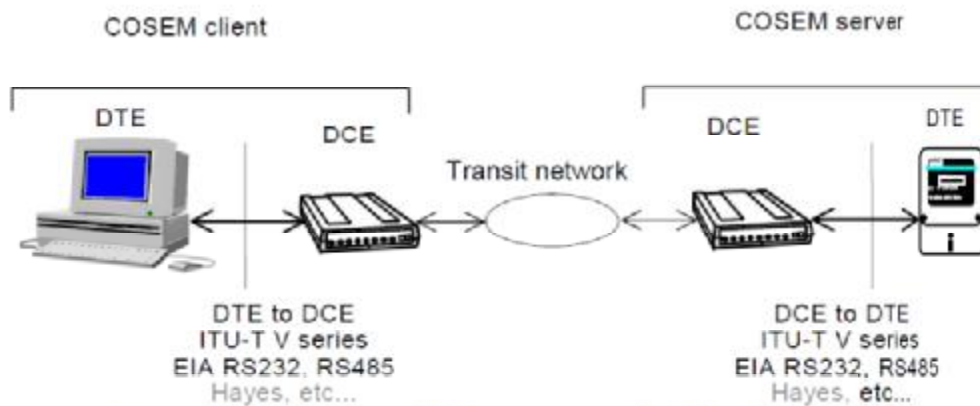 COSEM client
COSEM server
DTE
DCE
Transit network
DCE
DTE
DTE to DCE
ITU-T V series
EIA RS232, RS485
Hayes, etc...
DCE to DTE
ITU-T V series
EIA RS232, RS485
Hayes, etc...